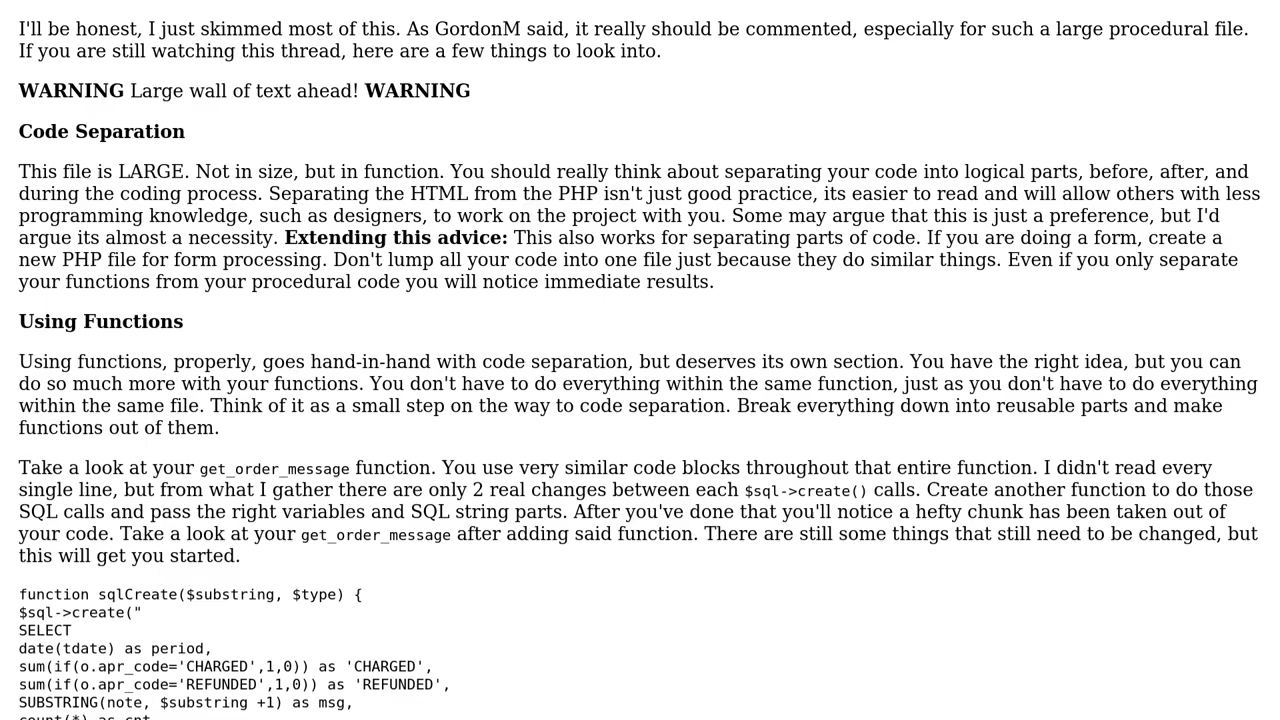 I'll be honest, I just skimmed most of this. As GordonM said, it really should be commented, especially for such a large procedural file.
If you are still watching this thread, here are a few things to look into.
WARNING Large wall of text ahead! WARNING
Code Separation
This file is LARGE. Not in size, but in function. You should really think about separating your code into logical parts, before, after, and
during the coding process. Separating the HTML from the PHP isn't just good practice, its easier to read and will allow others with less
programming knowledge, such as designers, to work on the project with you. Some may argue that this is just a preference, but I'd
argue its almost a necessity. Extending this advice: This also works for separating parts of code. If you are doing a form, create a
new PHP file for form processing. Don't lump all your code into one file just because they do similar things. Even if you only separate
your functions from your procedural code you will notice immediate results.
Using Functions
Using functions, properly, goes hand-in-hand with code separation, but deserves its own section. You have the right idea, but you can
do so much more with your functions. You don't have to do everything within the same function, just as you don't have to do everything
within the same file. Think of it as a small step on the way to code separation. Break everything down into reusable parts and make
functions out of them.
Take a look at your get_order_message function. You use very similar code blocks throughout that entire function. I didn't read every
single line, but from what I gather there are only 2 real changes between each $sql->create() calls. Create another function to do those
SQL calls and pass the right variables and SQL string parts. After you've done that you'll notice a hefty chunk has been taken out of
your code. Take a look at your get_order_message after adding said function. There are still some things that still need to be changed, but
this will get you started.
function sqlCreate($substring, $type) {
$sql->create("
SELECT
date(tdate) as period,
sum(if(o.apr_code='CHARGED',1,0)) as 'CHARGED',
sum(if(o.apr_code='REFUNDED',1,0)) as 'REFUNDED',
SUBSTRING(note, $substring +1) as msg,
count(*) as cnt